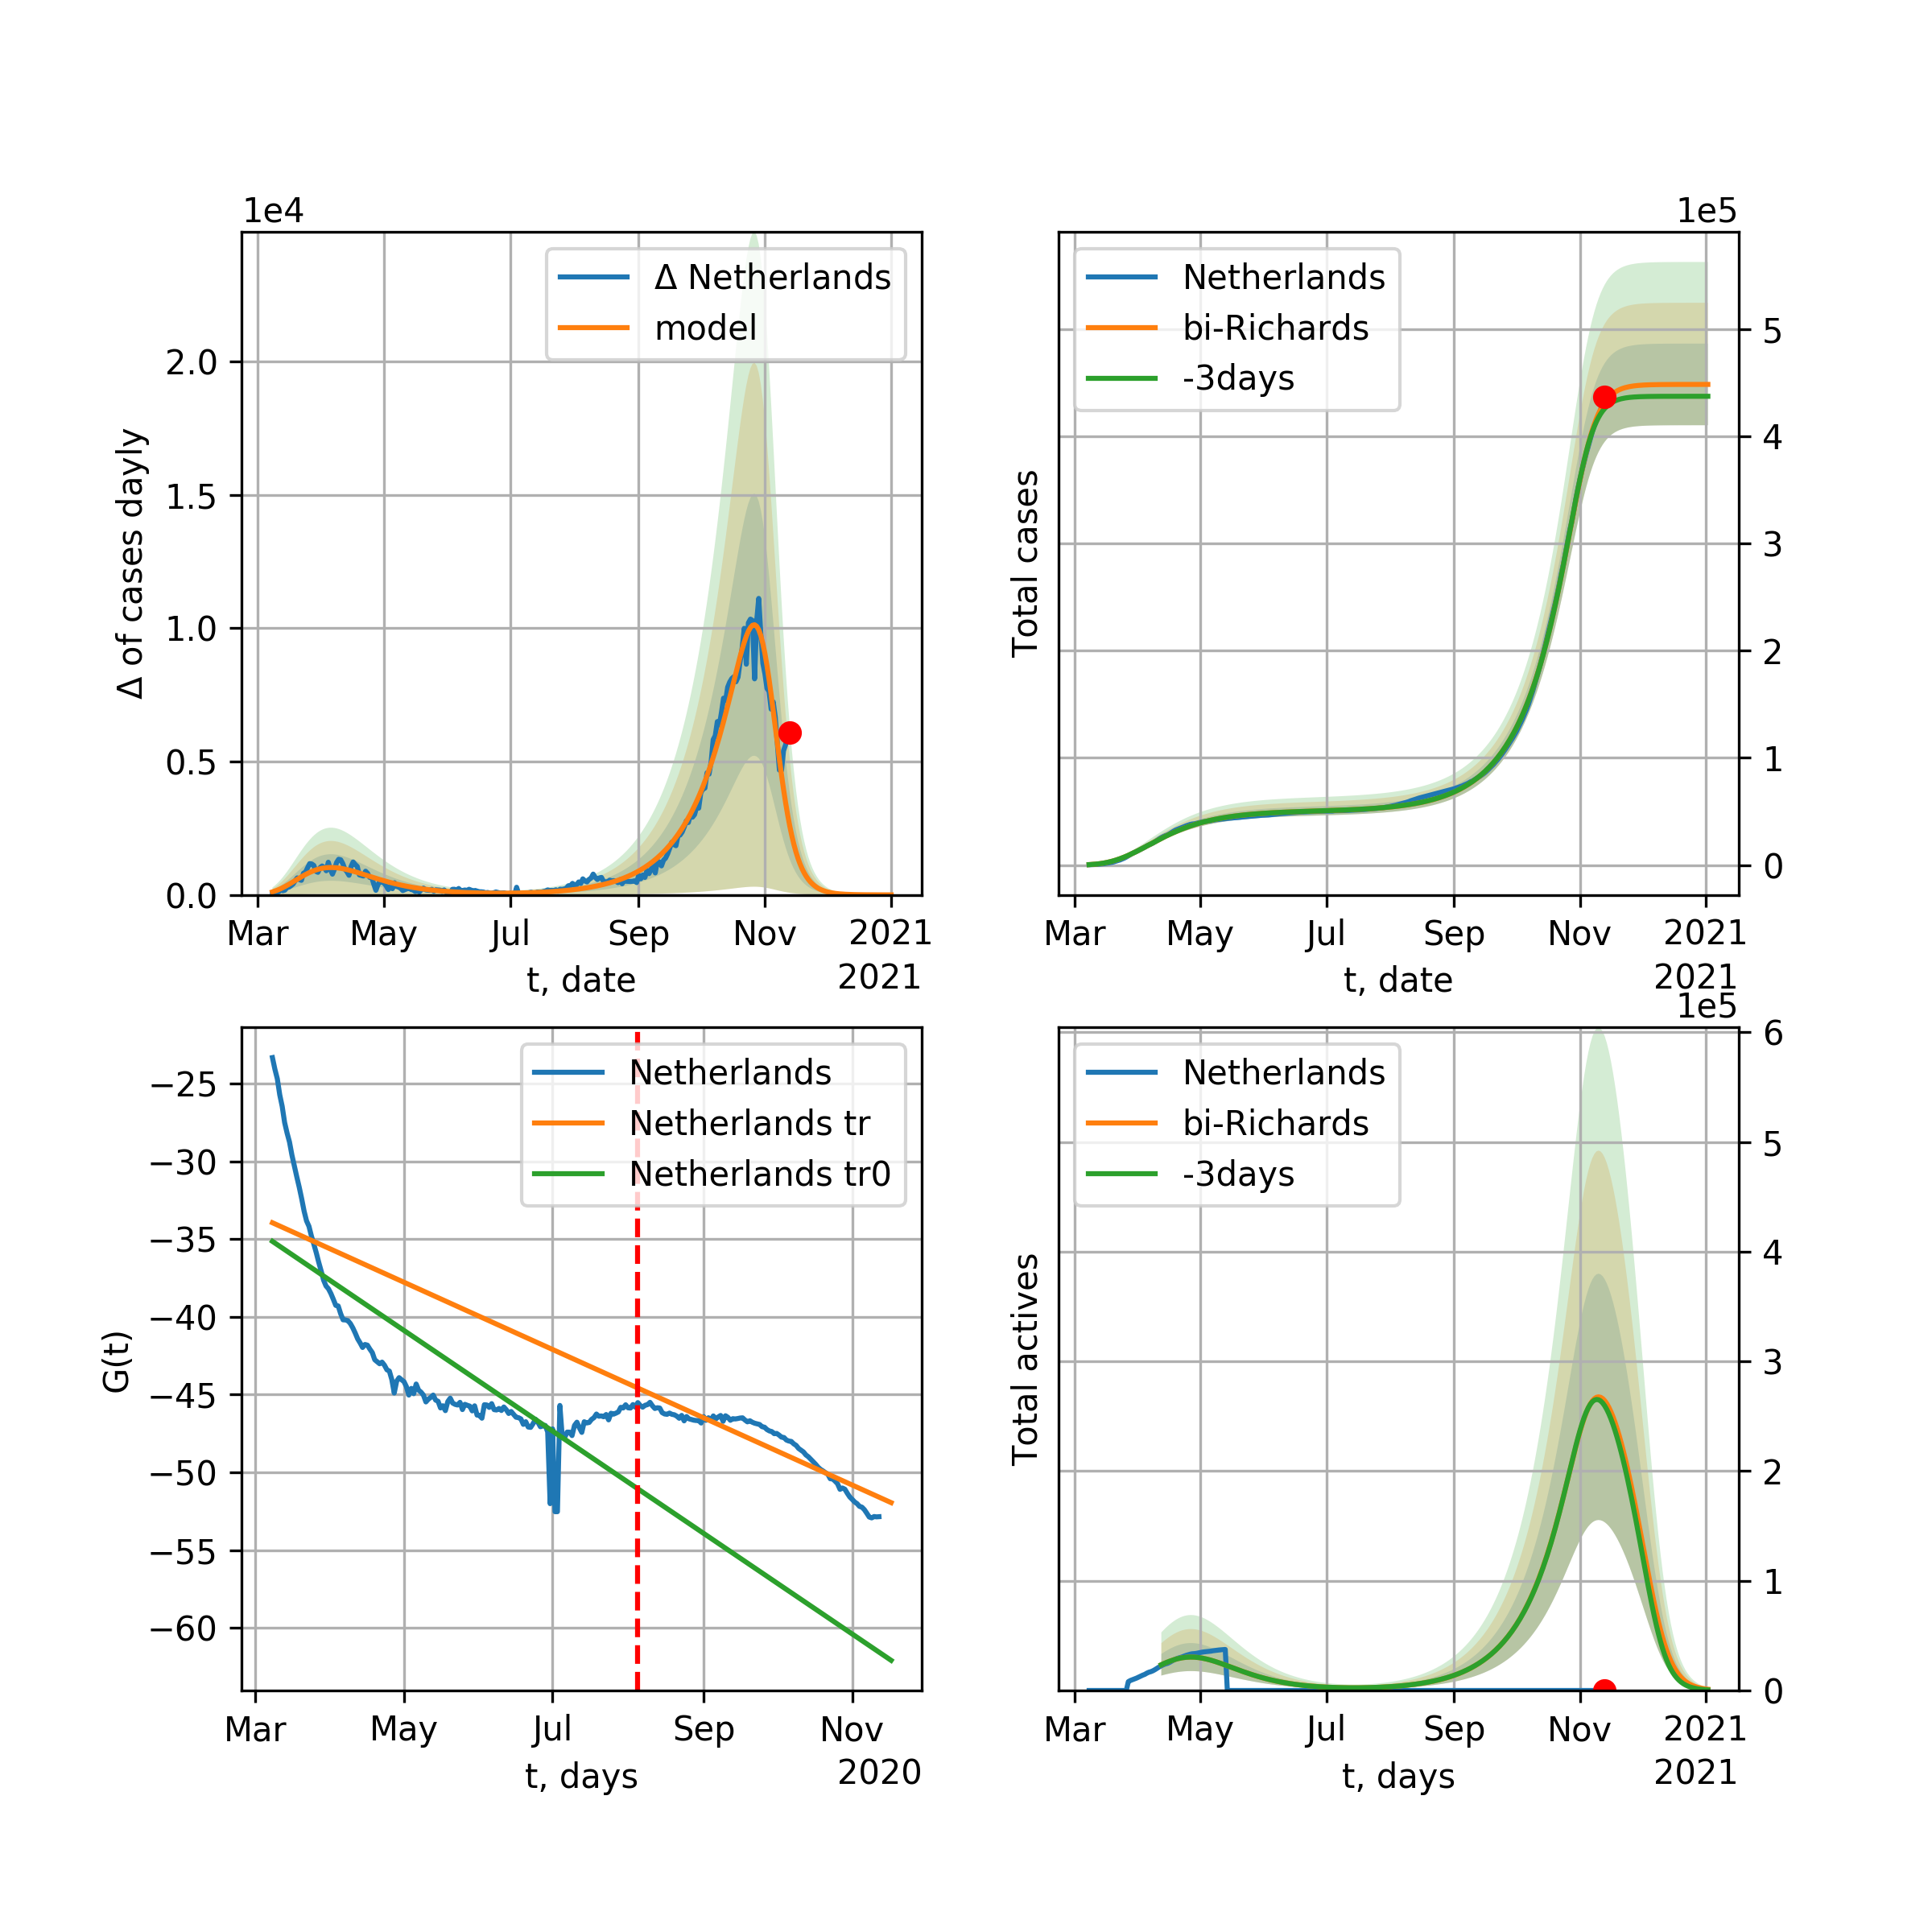 1e4
Δ Netherlands
model
2.0
1.5
1.0
0.5
0.0
Δ of cases dayly
Mar May Jul Sep Nov 2021
t, date
2021
1e5
Netherlands
bi-Richards
-3days
5
4
3
2
1
0
Total cases
Mar May Jul Sep Nov 2021
t, date
2021
Netherlands
Netherlands tr
Netherlands tr0
−25
−30
−35
−40
−45
−50
−55
−60
G(t)
Mar May Jul Sep Nov
t, days
2020
1e5
Netherlands
bi-Richards
-3days
6
5
4
3
2
1
0
Total actives
Mar May Jul Sep Nov 2021
t, days
2021